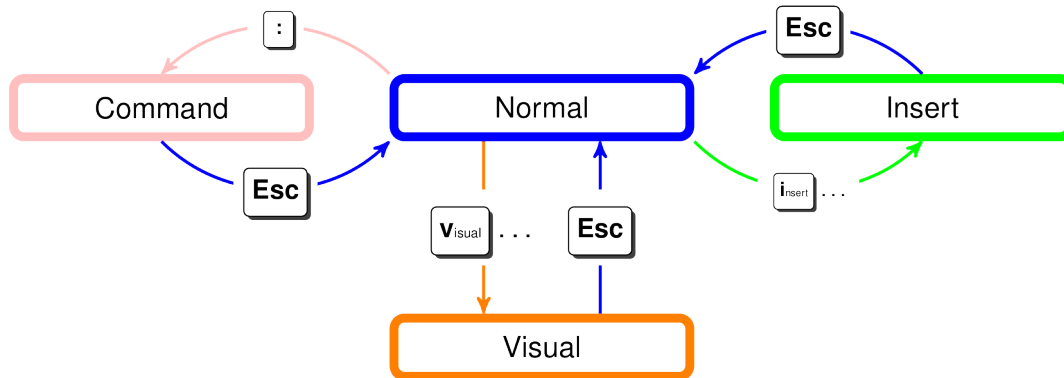 :
Esc
Command
Normal
Insert
Esc
insert ...
visual ...
Esc
Visual